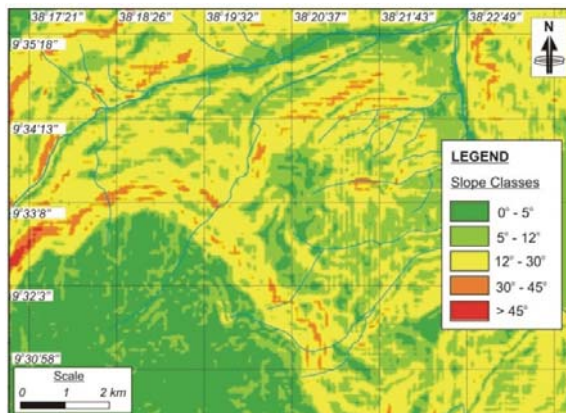 38°17'21" 38°18'26" 38°19'32" 38°20'37" 38°21'43" 38°22'49"
N
9°35'18"
9°34'13"
9°33'8"
9°32'3"
9°30'58"
LEGEND
Slope Classes
0° - 5°
5° - 12°
12° - 30°
30° - 45°
> 45°
Scale
0 1 2 km